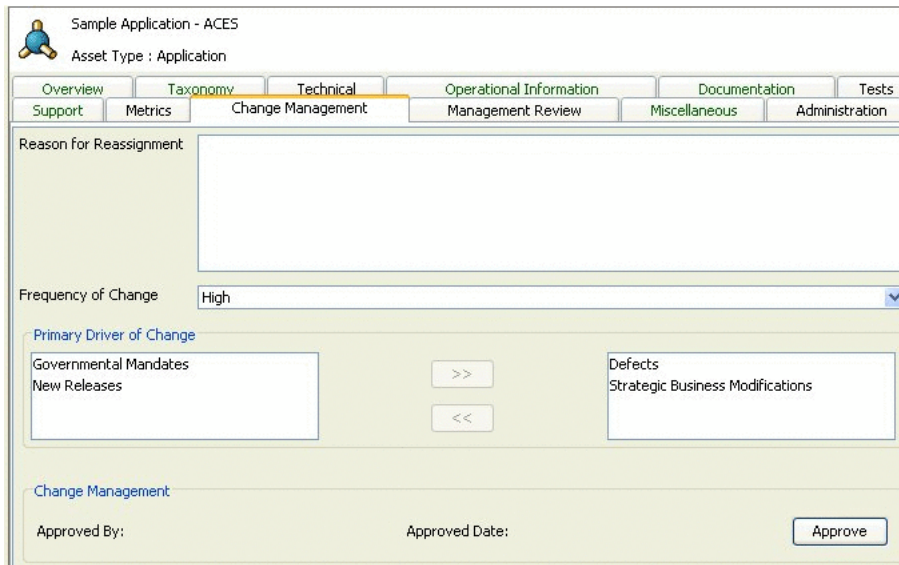 Sample Application - ACES
Asset Type : Application
Overview Taxonomy Technical Operational Information Documentation Tests
Support Metrics Change Management Management Review Miscellaneous Administration
Reason for Reassignment
Frequency of Change High
Primary Driver of Change
Governmental Mandates >> Defects
New Releases Strategic Business Modifications
<<
Change Management
Approved By: Approved Date: Approve